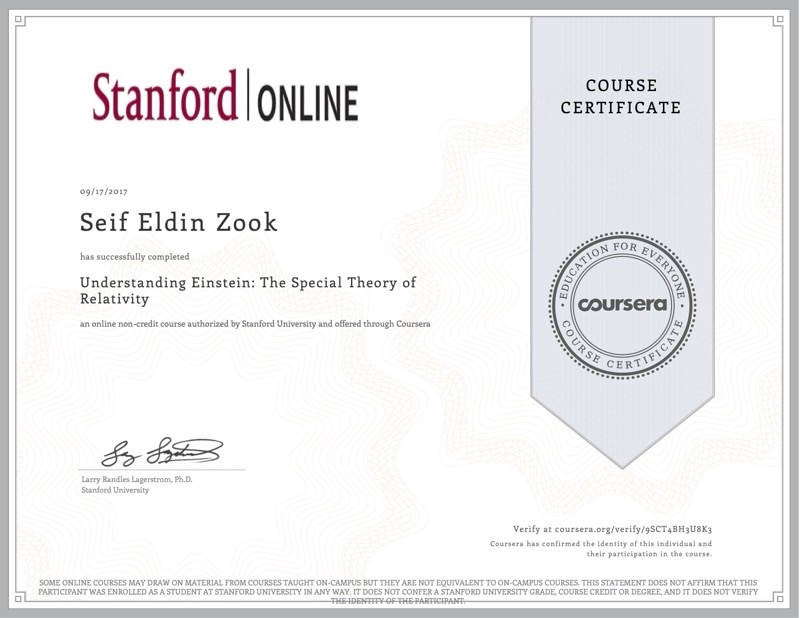 Stanford ONLINE
COURSE
CERTIFICATE
09/17/2017
Seif Eldin Zook
has successfully completed
Understanding Einstein: The Special Theory of
Relativity
an online non-credit course authorized by Stanford University and offered through Coursera
EDUCATION FOR EVERYONE
coursera
COURSE CERTIFICATE
Larry Randles Lagerstrom, Ph.D.
Stanford University
Verify at coursera.org/verify/9SCT4BH3U8K3
Coursera has confirmed the identity of this individual and
their participation in the course.
SOME ONLINE COURSES MAY DRAW ON MATERIAL FROM COURSES TAUGHT ON-CAMPUS BUT THEY ARE NOT EQUIVALENT TO ON-CAMPUS COURSES. THIS STATEMENT DOES NOT AFFIRM THAT THIS
PARTICIPANT WAS ENROLLED AS A STUDENT AT STANFORD UNIVERSITY IN ANY WAY. IT DOES NOT CONFER A STANFORD UNIVERSITY GRADE, COURSE CREDIT OR DEGREE, AND IT DOES NOT VERIFY
THE IDENTITY OF THE PARTICIPANT.